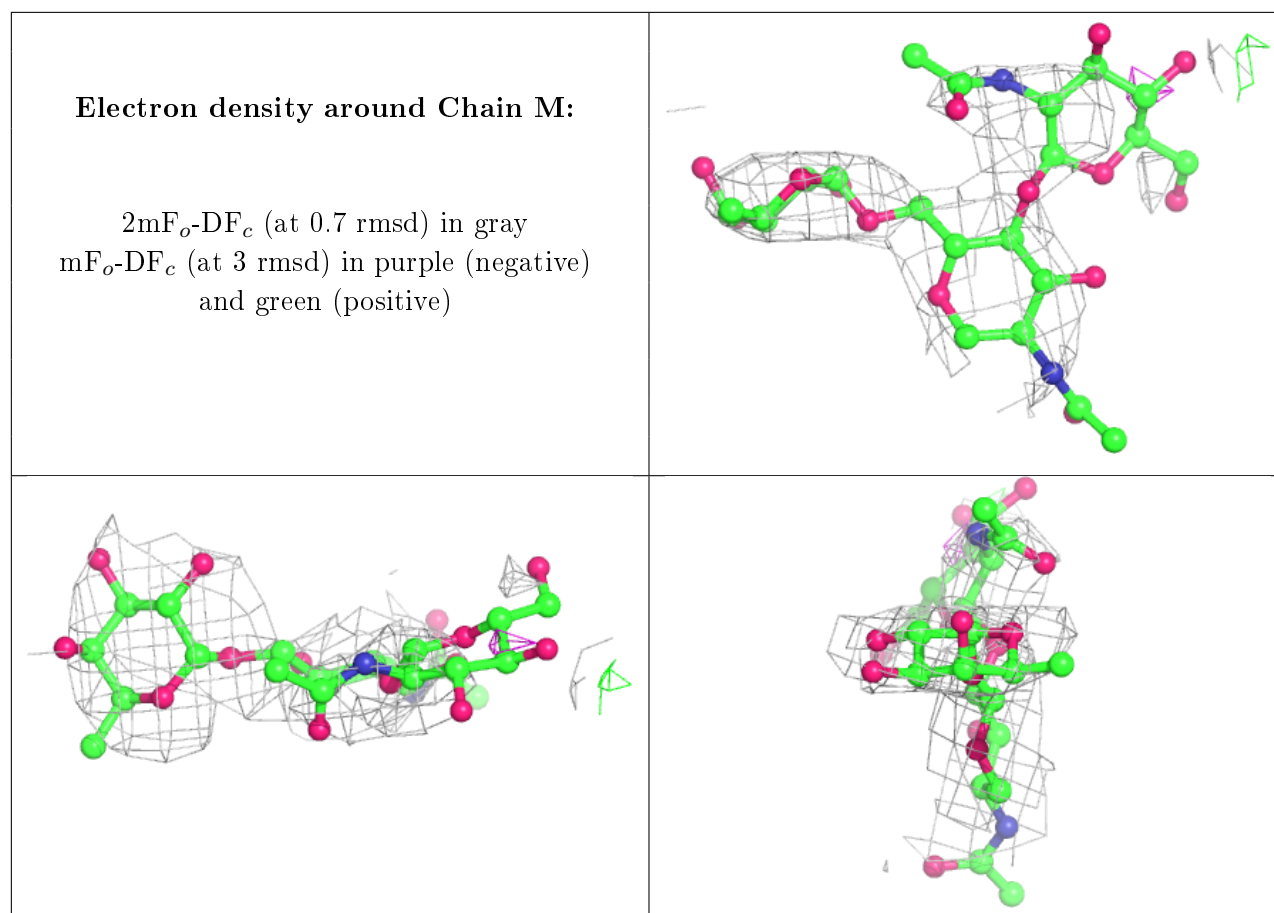 Electron density around Chain M:
2mFo-DFc (at 0.7 rmsd) in gray
mFo-DFc (at 3 rmsd) in purple (negative)
and green (positive)